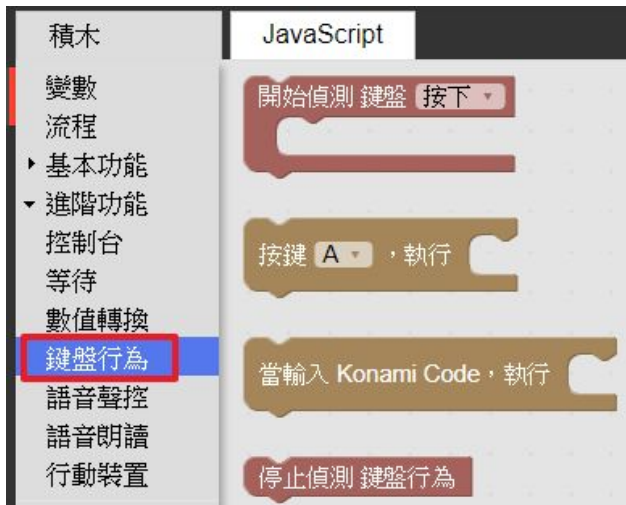 積木
JavaScript
變數
流程
基本功能
進階功能
控制台
等待
數值轉換
鍵盤行為
語音聲控
語音朗讀
行動裝置
開始偵測 鍵盤 按下
按鍵 A ,執行
當輸入 Konami Code,執行
停止偵測 鍵盤行為